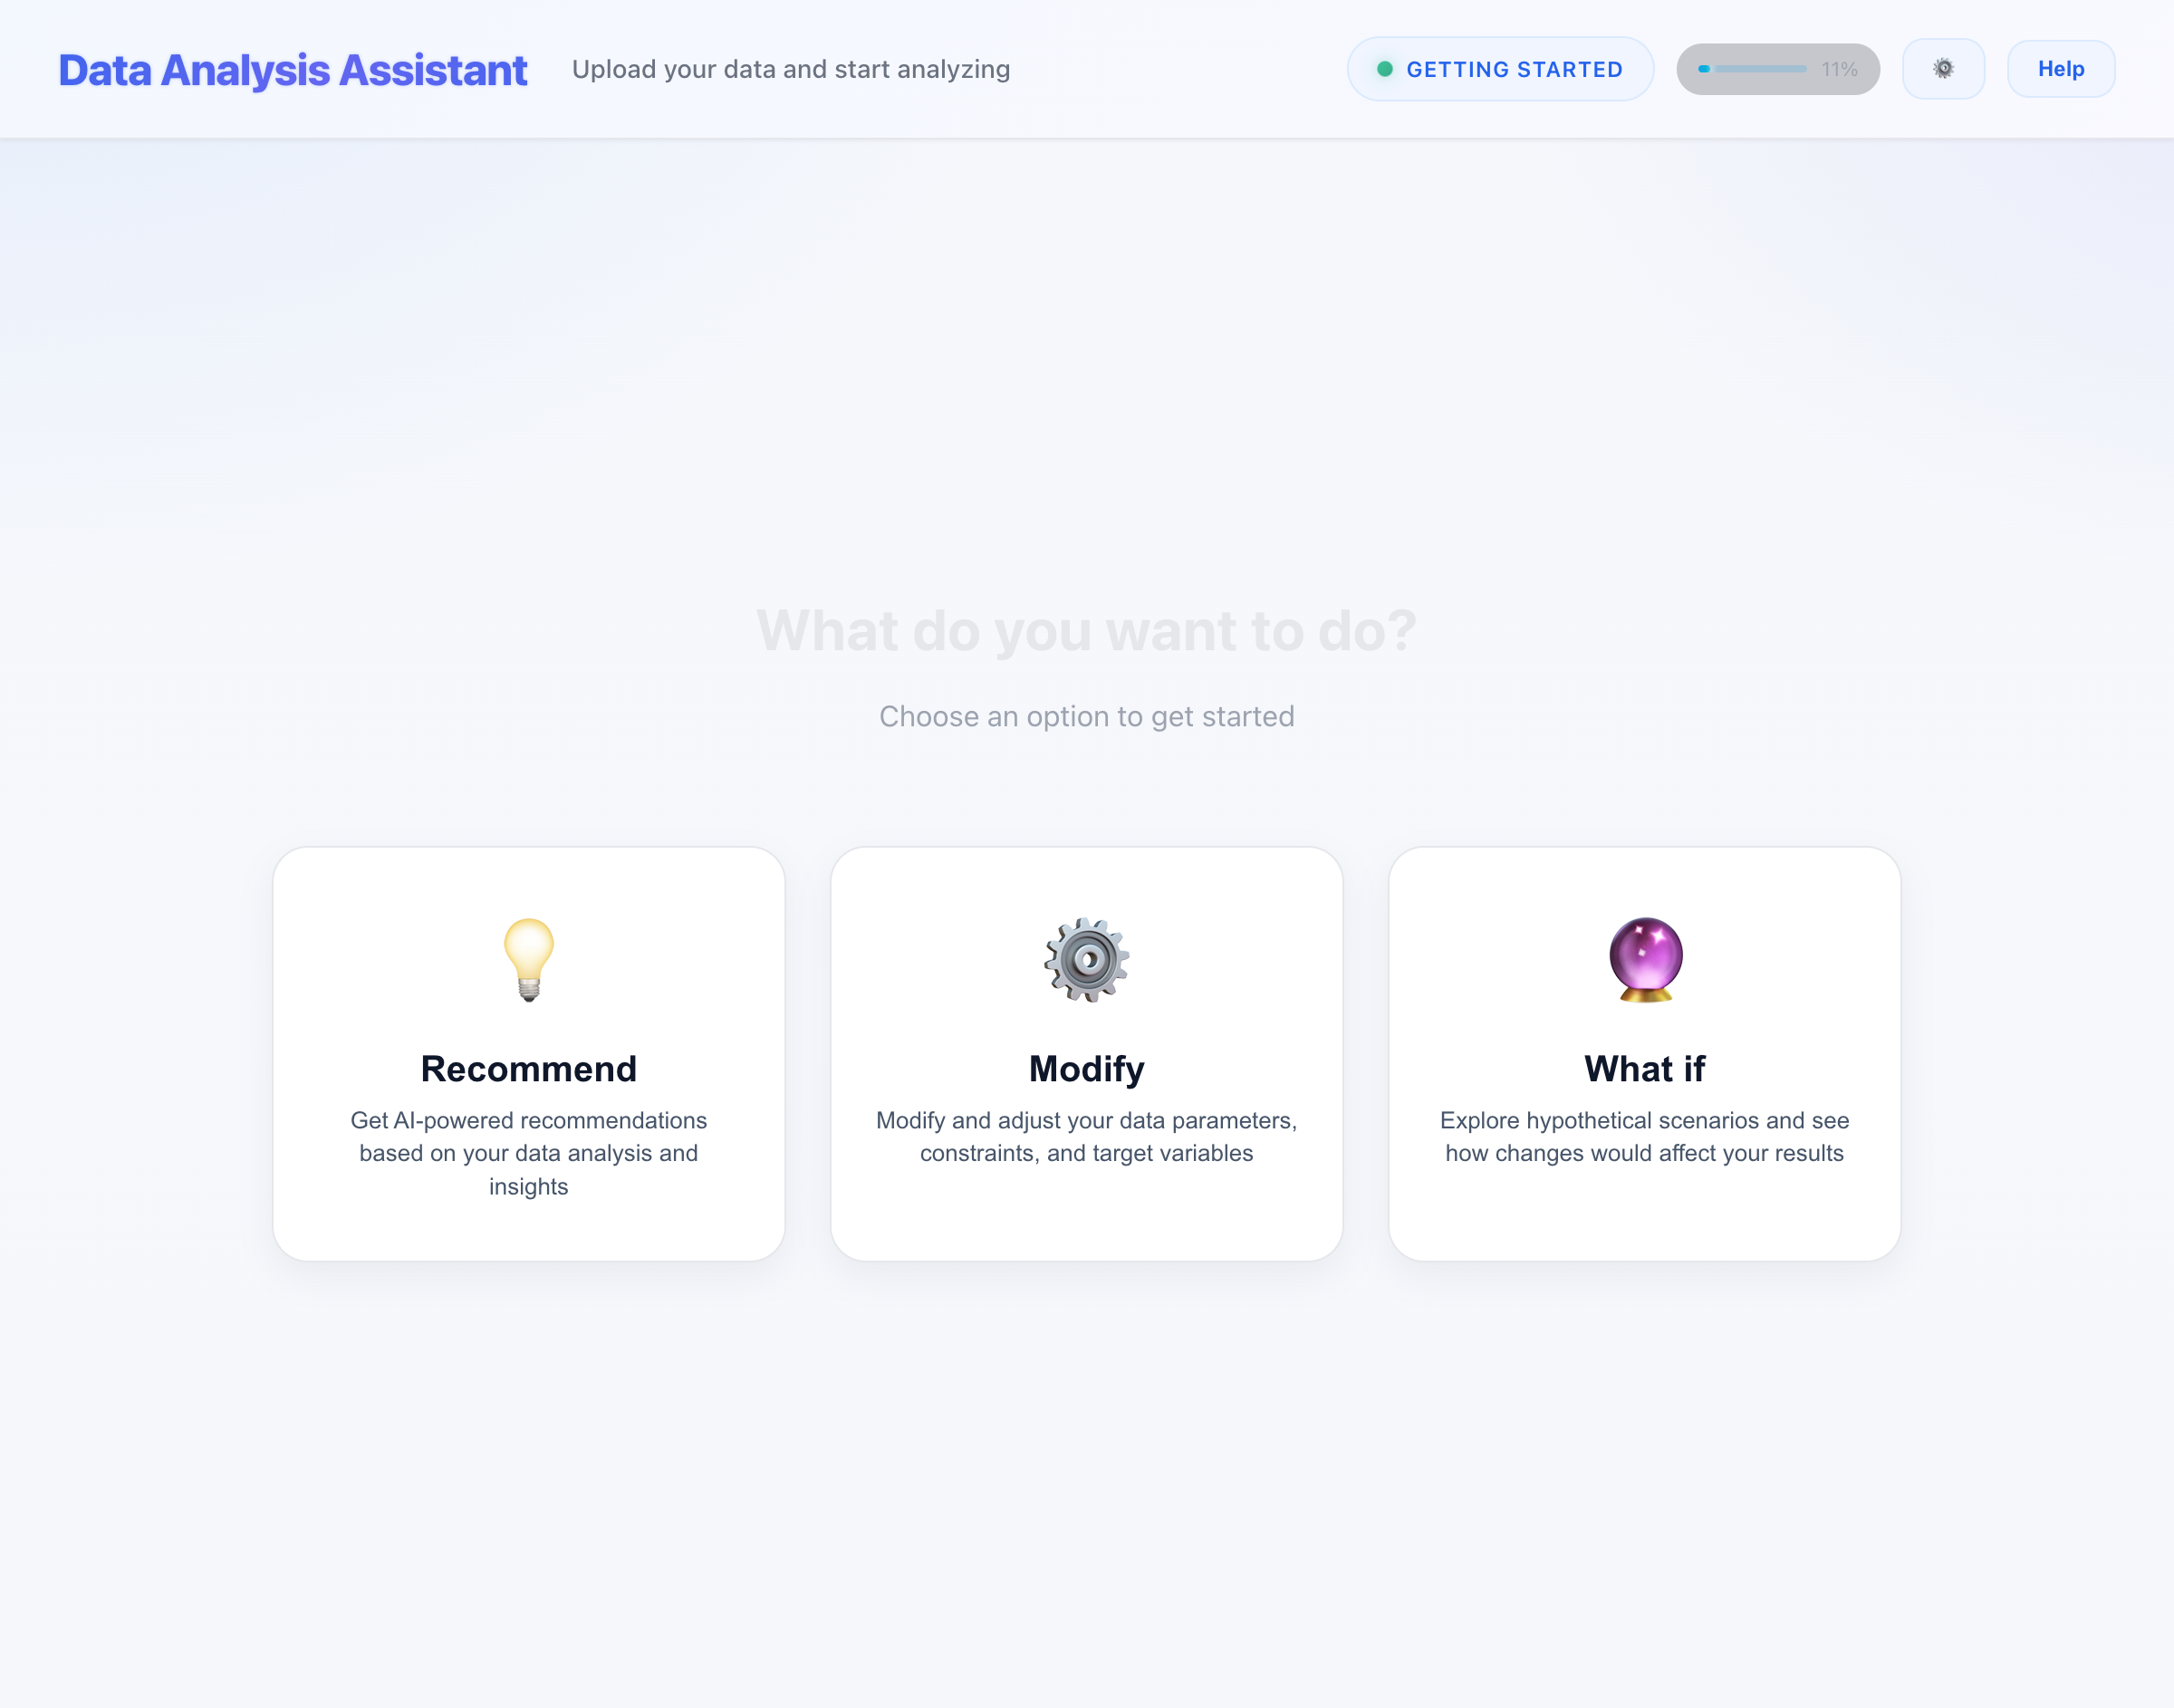 Data Analysis Assistant
Upload your data and start analyzing
GETTING STARTED
11%
Help
What do you want to do?
Choose an option to get started
Recommend
Get AI-powered recommendations
based on your data analysis and
insights
Modify
Modify and adjust your data parameters,
constraints, and target variables
What if
Explore hypothetical scenarios and see
how changes would affect your results